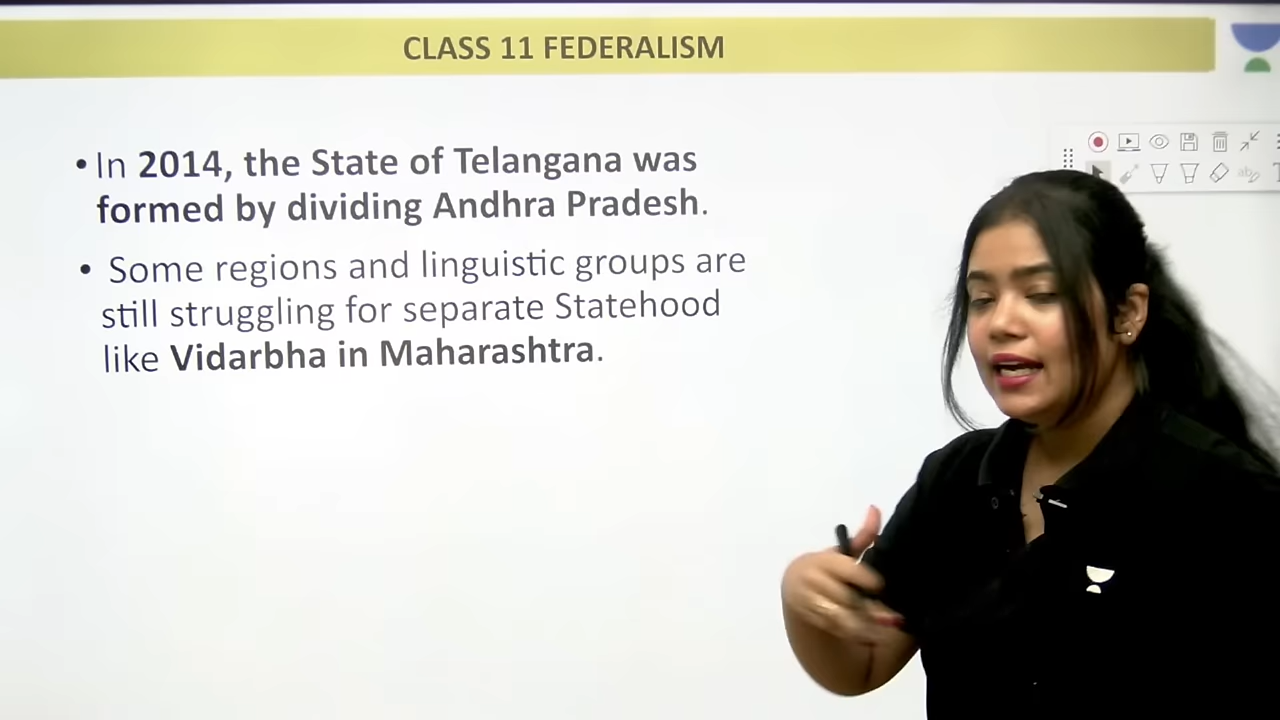 CLASS 11 FEDERALISM
• In 2014, the State of Telangana was
formed by dividing Andhra Pradesh.
• Some regions and linguistic groups are
still struggling for separate Statehood
like Vidarbha in Maharashtra.
ab
T